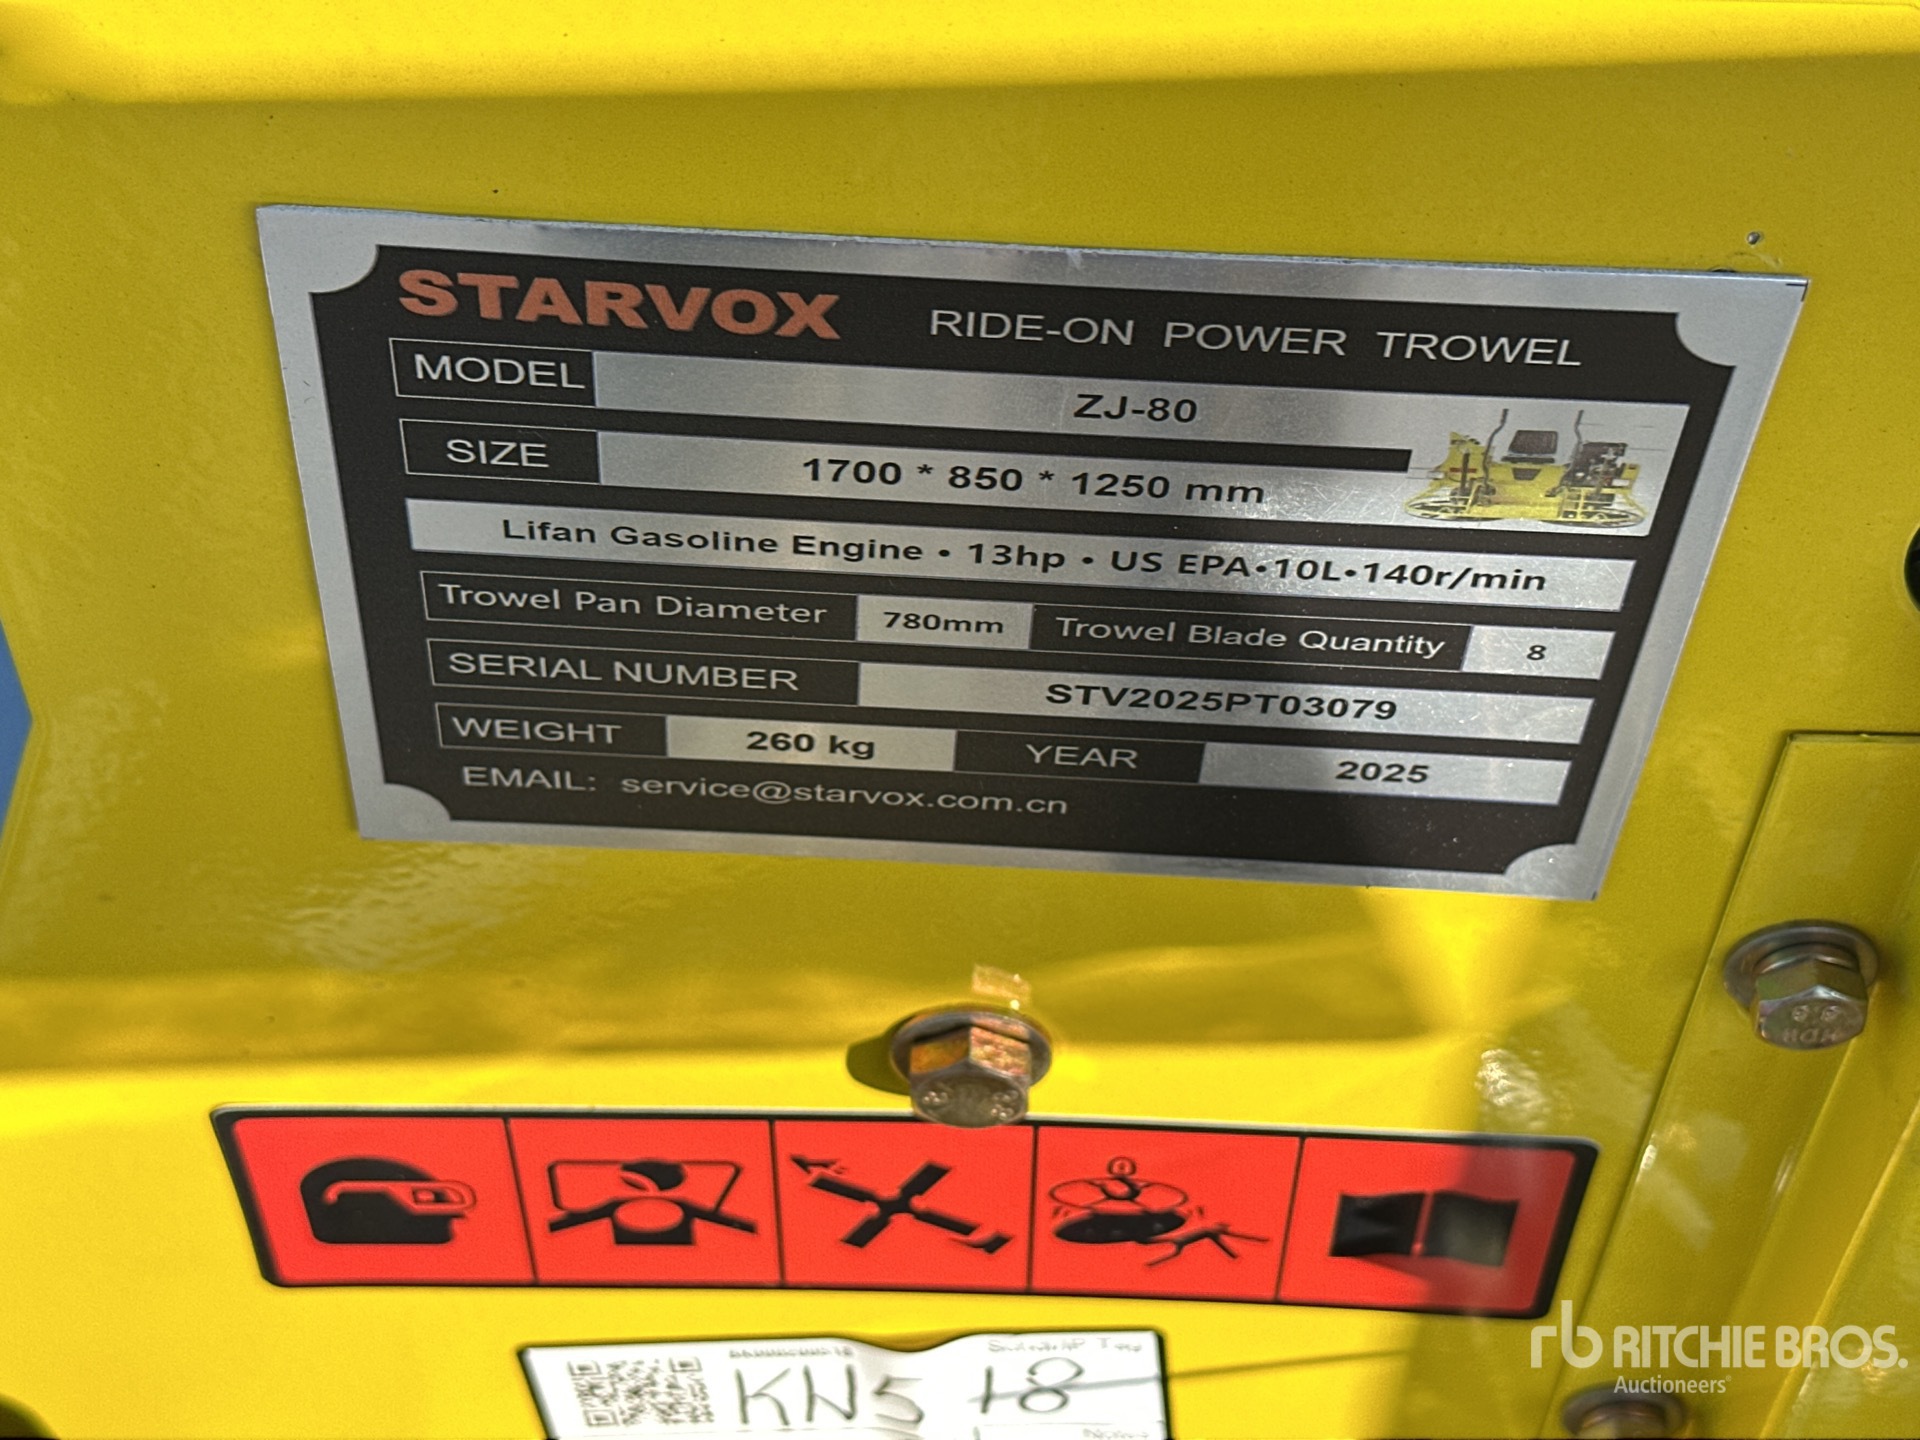 STARVOX RIDE-ON POWER TROWEL
MODEL ZJ-80
SIZE 1700 * 850 * 1250 mm
Lifan Gasoline Engine • 13hp • US EPA•10L•140r/min
Trowel Pan Diameter 780mm Trowel Blade Quantity 8
SERIAL NUMBER STV2025PT03079
WEIGHT 260 kg YEAR 2025
EMAIL: service@starvox.com.cn
KN5
rb RITCHIE BROS.
Auctioneers